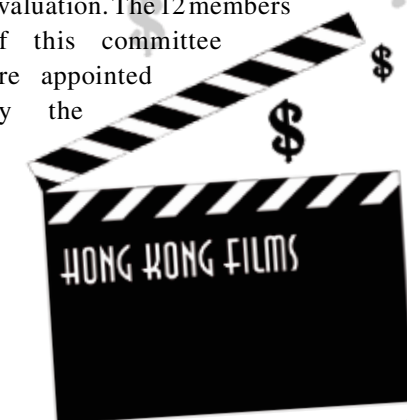 valuation. The 12 members
f this committee
re appointed
y the
$
$
$
HONG KONG FILMS